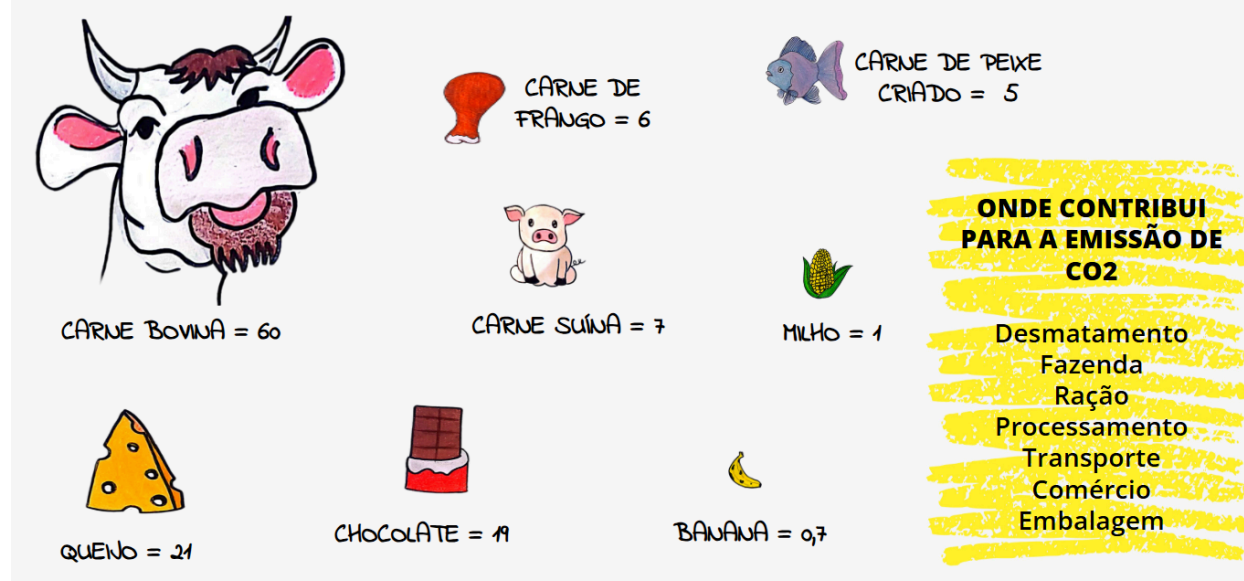 CARNE DE
FRANGO = 6
CARNE DE PEIXE
CRIADO = 5
CARNE BOVINA = 60
CARNE SUÍNA = 7
MILHO = 1
QUEIJO = 21
CHOCOLATE = 19
BANANA = 0,7
ONDE CONTRIBUI
PARA A EMISSÃO DE
CO2
Desmatamento
Fazenda
Ração
Processamento
Transporte
Comércio
Embalagem